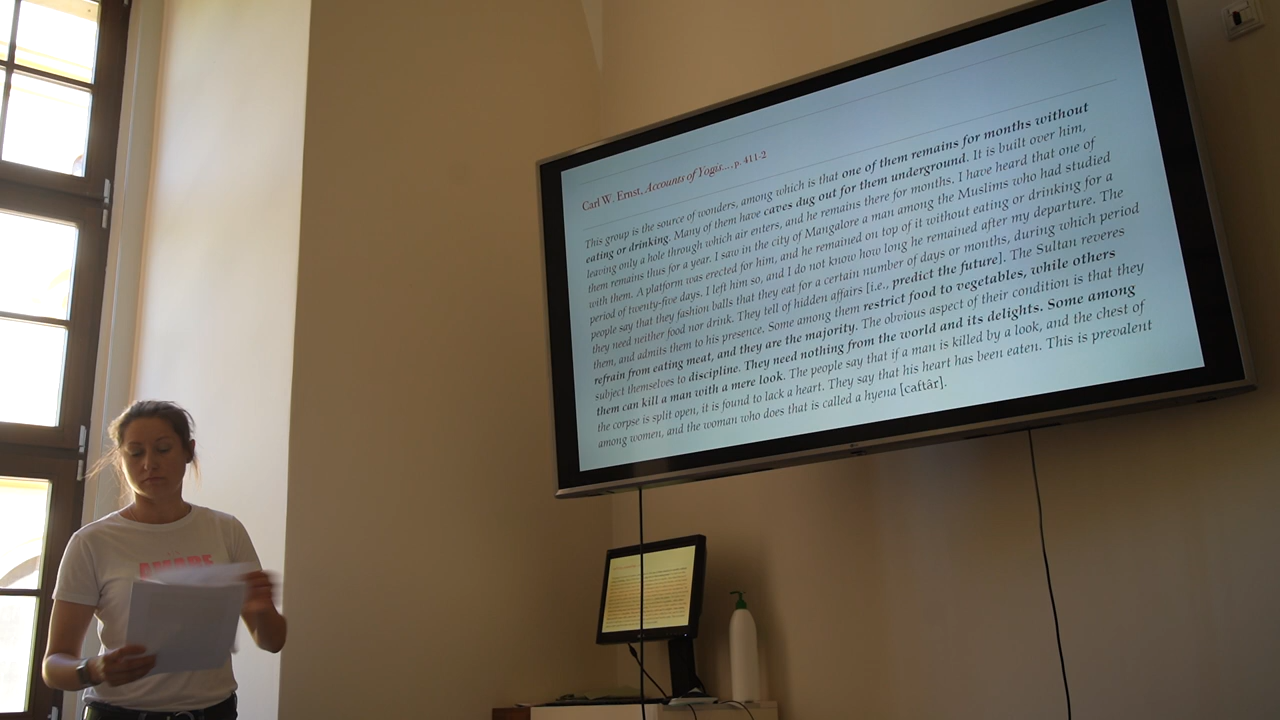 Carl W. Ernst, Accounts of Yogis..., p. 411-2
This group is the source of wonders, among which is that one of them remains for months without
eating or drinking. Many of them have caves dug out for them underground. It is built over him,
leaving only a hole through which air enters, and he remains there for months. I have heard that one of
them remains thus for a year. I saw in the city of Mangalore a man among the Muslims who had studied
with them. A platform was erected for him, and he remained on top of it without eating or drinking for a
period of twenty-five days. I left him so, and I do not know how long he remained after my departure. The
people say that they fashion balls that they eat for a certain number of days or months, during which period
they need neither food nor drink. They tell of hidden affairs [i.e., predict the future]. The Sultan reveres
them, and admits them to his presence. Some among them restrict food to vegetables, while others
refrain from eating meat, and they are the majority. The obvious aspect of their condition is that they
subject themselves to discipline. They need nothing from the world and its delights. Some among
them can kill a man with a mere look. The people say that if a man is killed by a look, and the chest of
the corpse is split open, it is found to lack a heart. They say that his heart has been eaten. This is prevalent
among women, and the woman who does that is called a hyena [caftâr].